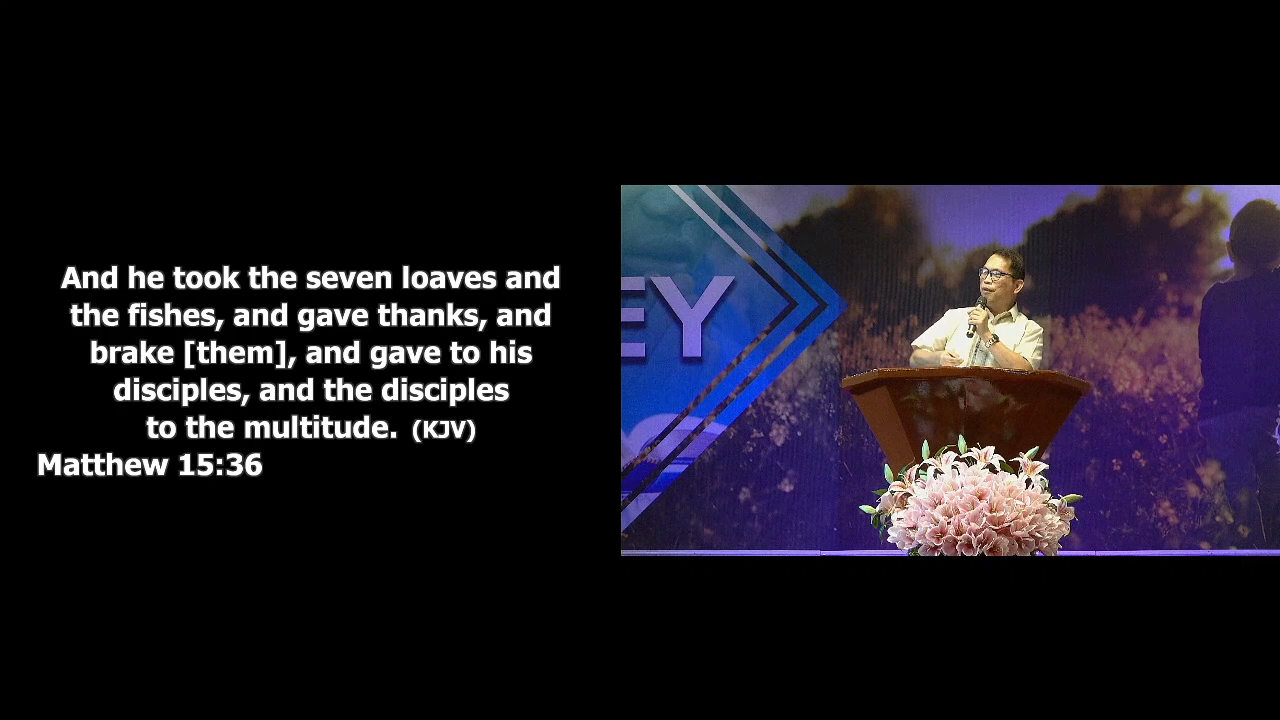 And he took the seven loaves and
the fishes, and gave thanks, and
brake [them], and gave to his
disciples, and the disciples
to the multitude. (KJV)
Matthew 15:36
EY